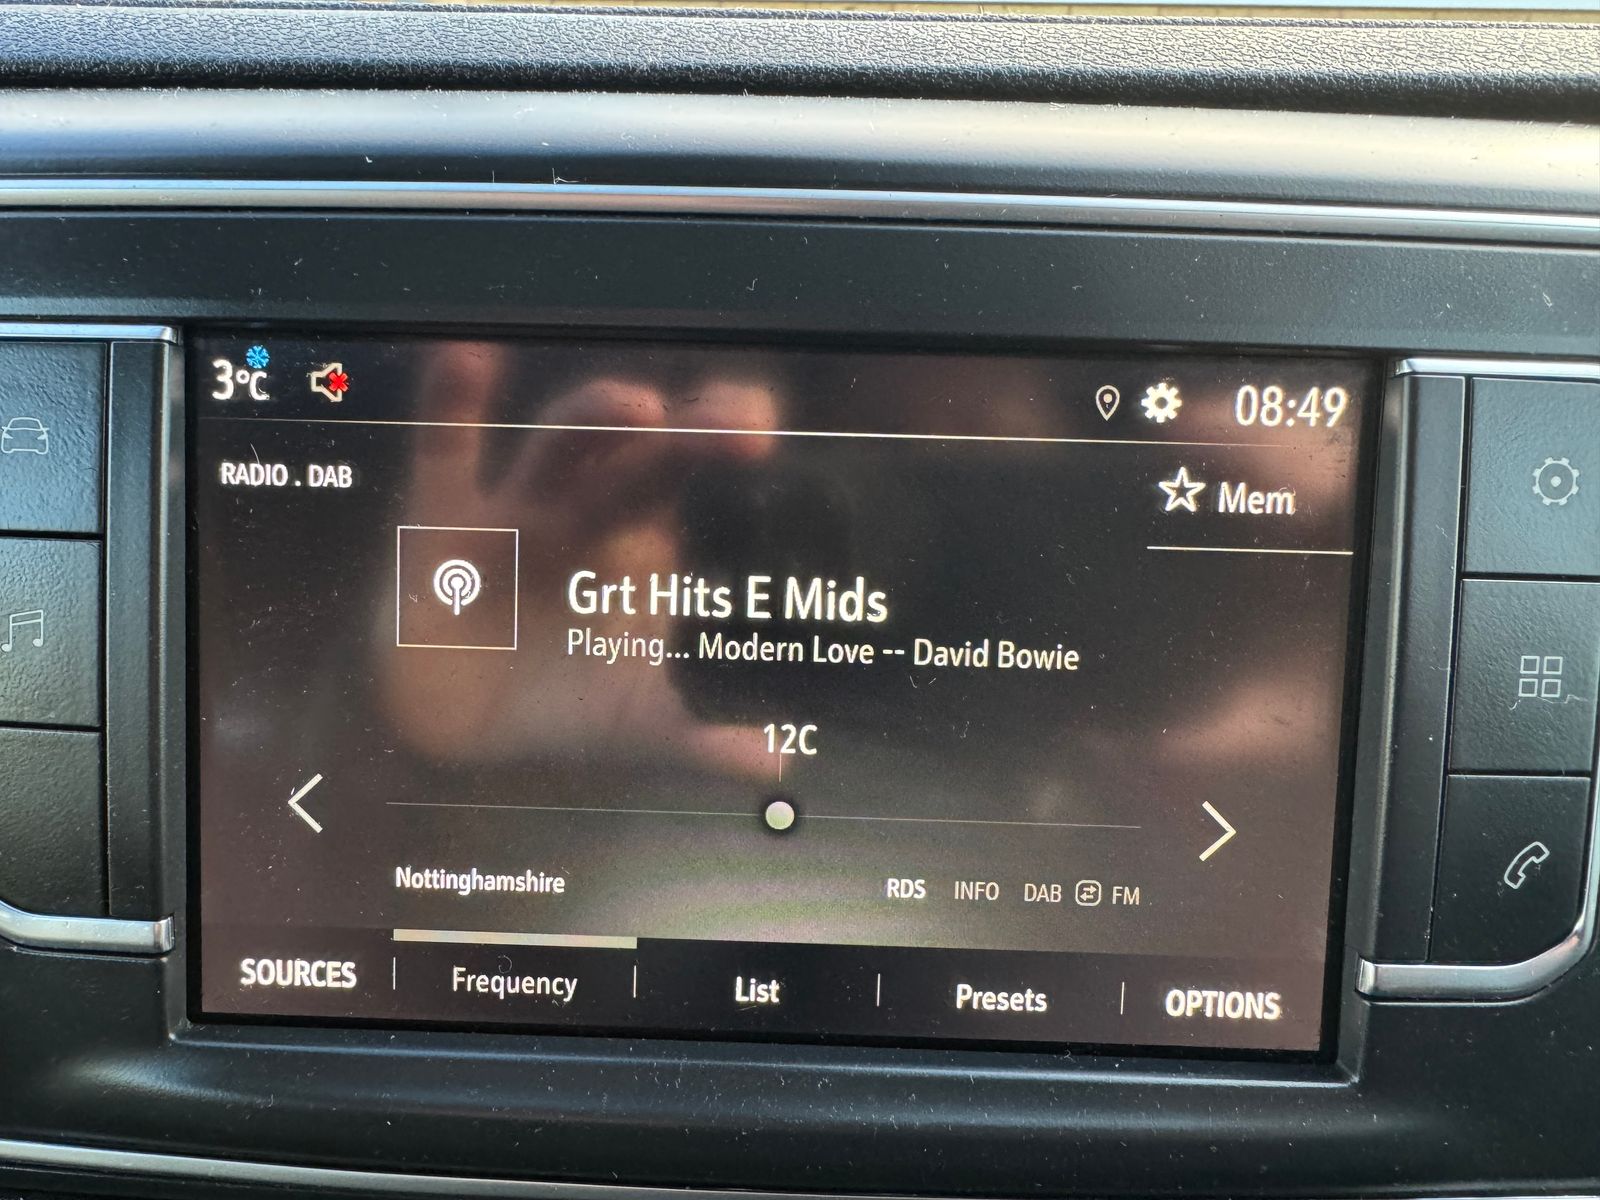 3°C
08:49
RADIO . DAB
Mem
Grt Hits E Mids
Playing... Modern Love -- David Bowie
12C
Nottinghamshire
RDS INFO DAB FM
SOURCES Frequency List Presets OPTIONS